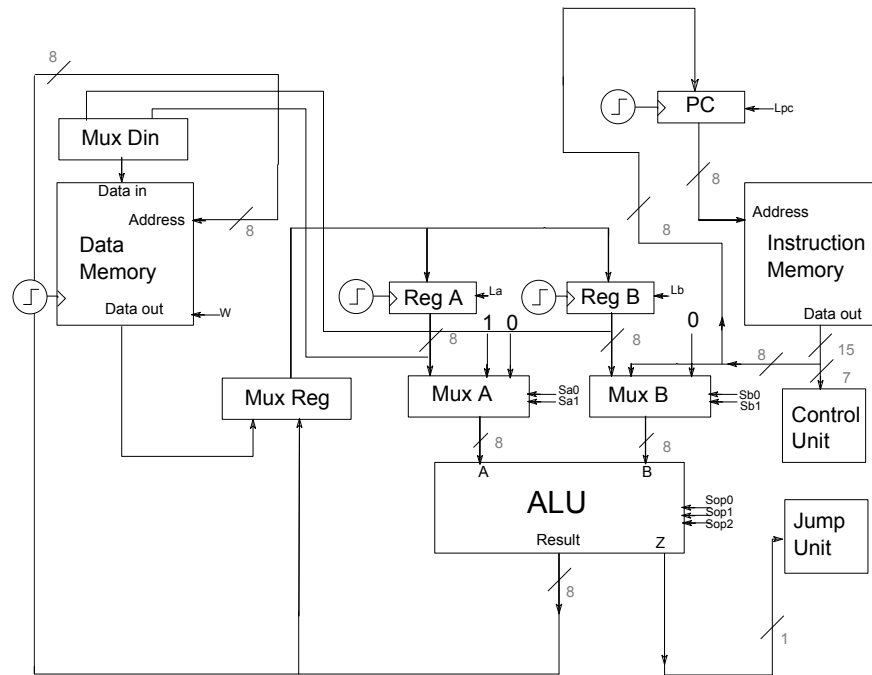 8
PC
Lpc
Mux Din
8
Data in
Address
8
Data
Memory
Data out
W
8
Address
Instruction
Memory
Data out
Reg A
La
Reg B
Lb
8
1
0
8
0
8
15
7
Mux Reg
Mux A
Sa0
Sa1
Mux B
Sb0
Sb1
Control
Unit
8
8
A
B
ALU
Sop0
Sop1
Sop2
Result
Z
Jump
Unit
8
1